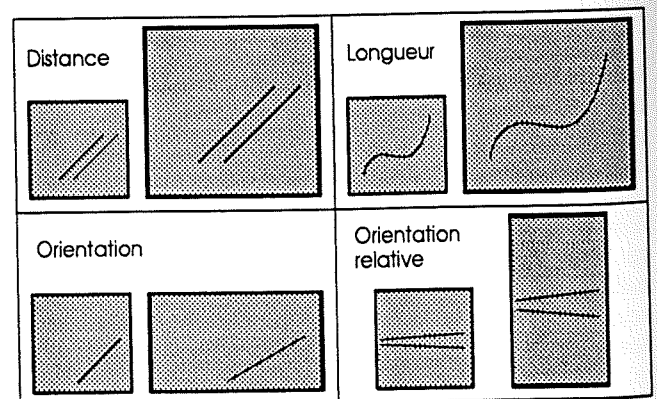 Distance
Longueur
Orientation
Orientation
relative